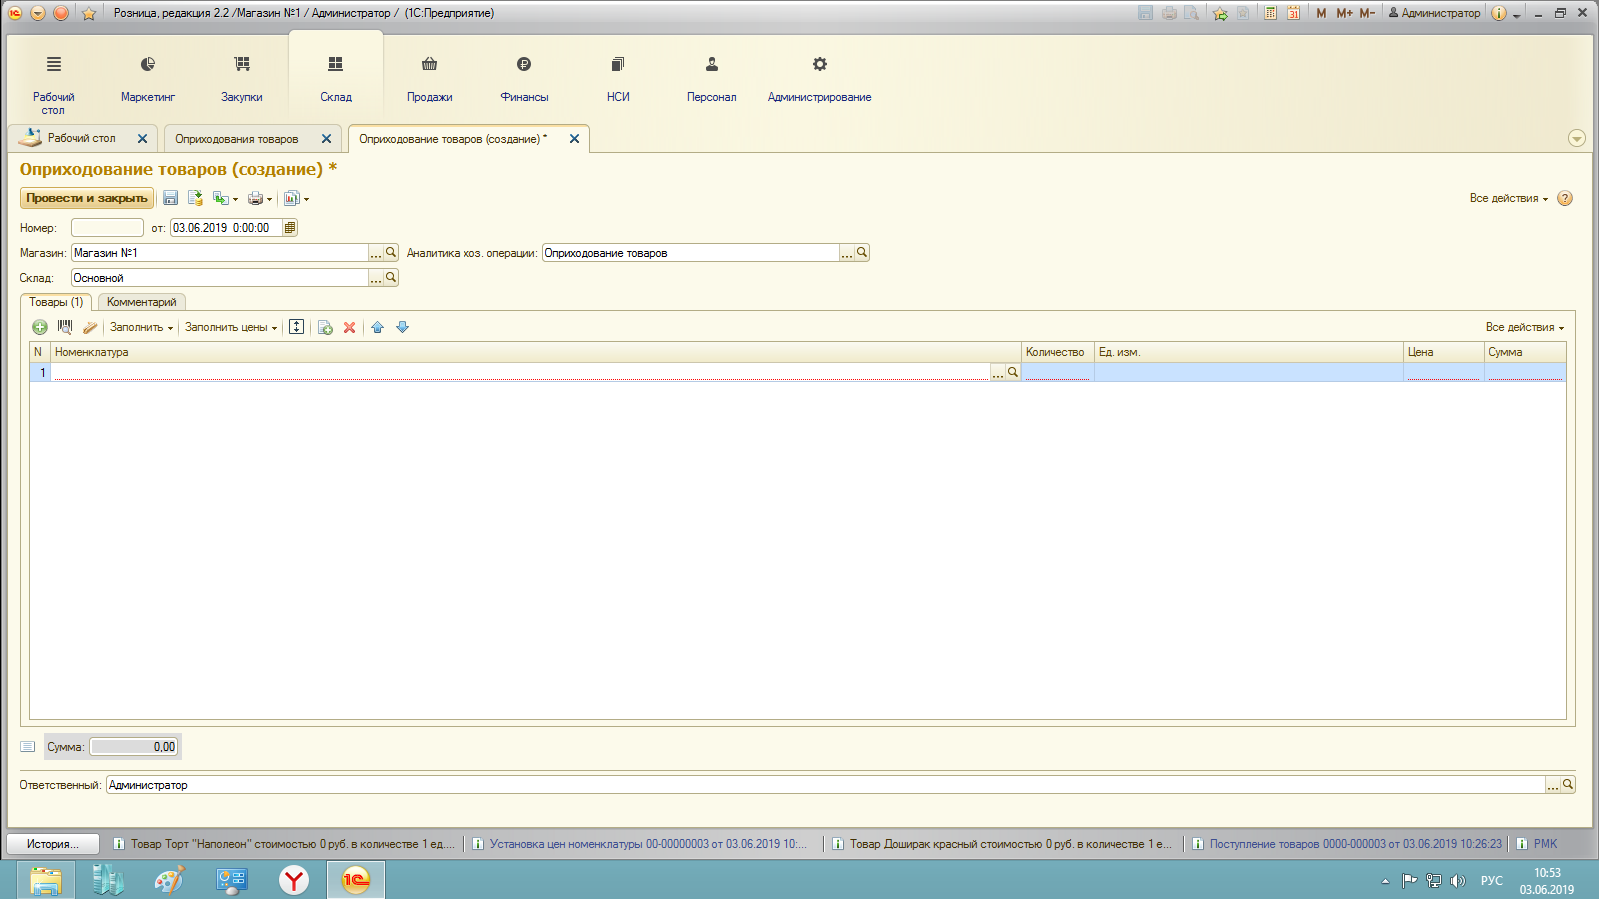 Розница, редакция 2.2 /Магазин №1 / Администратор / (1С:Предприятие)
M M+ M- Администратор
Рабочий стол
Маркетинг
Закупки
Склад
Продажи
Финансы
НСИ
Персонал
Администрирование
Рабочий стол
Оприходования товаров
Оприходование товаров (создание) *
Оприходование товаров (создание) *
Провести и закрыть
Все действия
Номер: от: 03.06.2019 0:00:00
Магазин: Магазин №1 ... Аналитика хоз. операции: Оприходование товаров ...
Склад: Основной ...
Товары (1) Комментарий
Заполнить Заполнить цены Все действия
N Номенклатура Количество Ед. изм. Цена Сумма
1 ...
Сумма: 0,00
Ответственный: Администратор ...
История... Товар Торт "Наполеон" стоимостью 0 руб. в количестве 1 ед.... Установка цен номенклатуры 00-00000003 от 03.06.2019 10:... Товар Доширак красный стоимостью 0 руб. в количестве 1 е... Поступление товаров 0000-000003 от 03.06.2019 10:26:23 РМК
РУС
10:53
03.06.2019